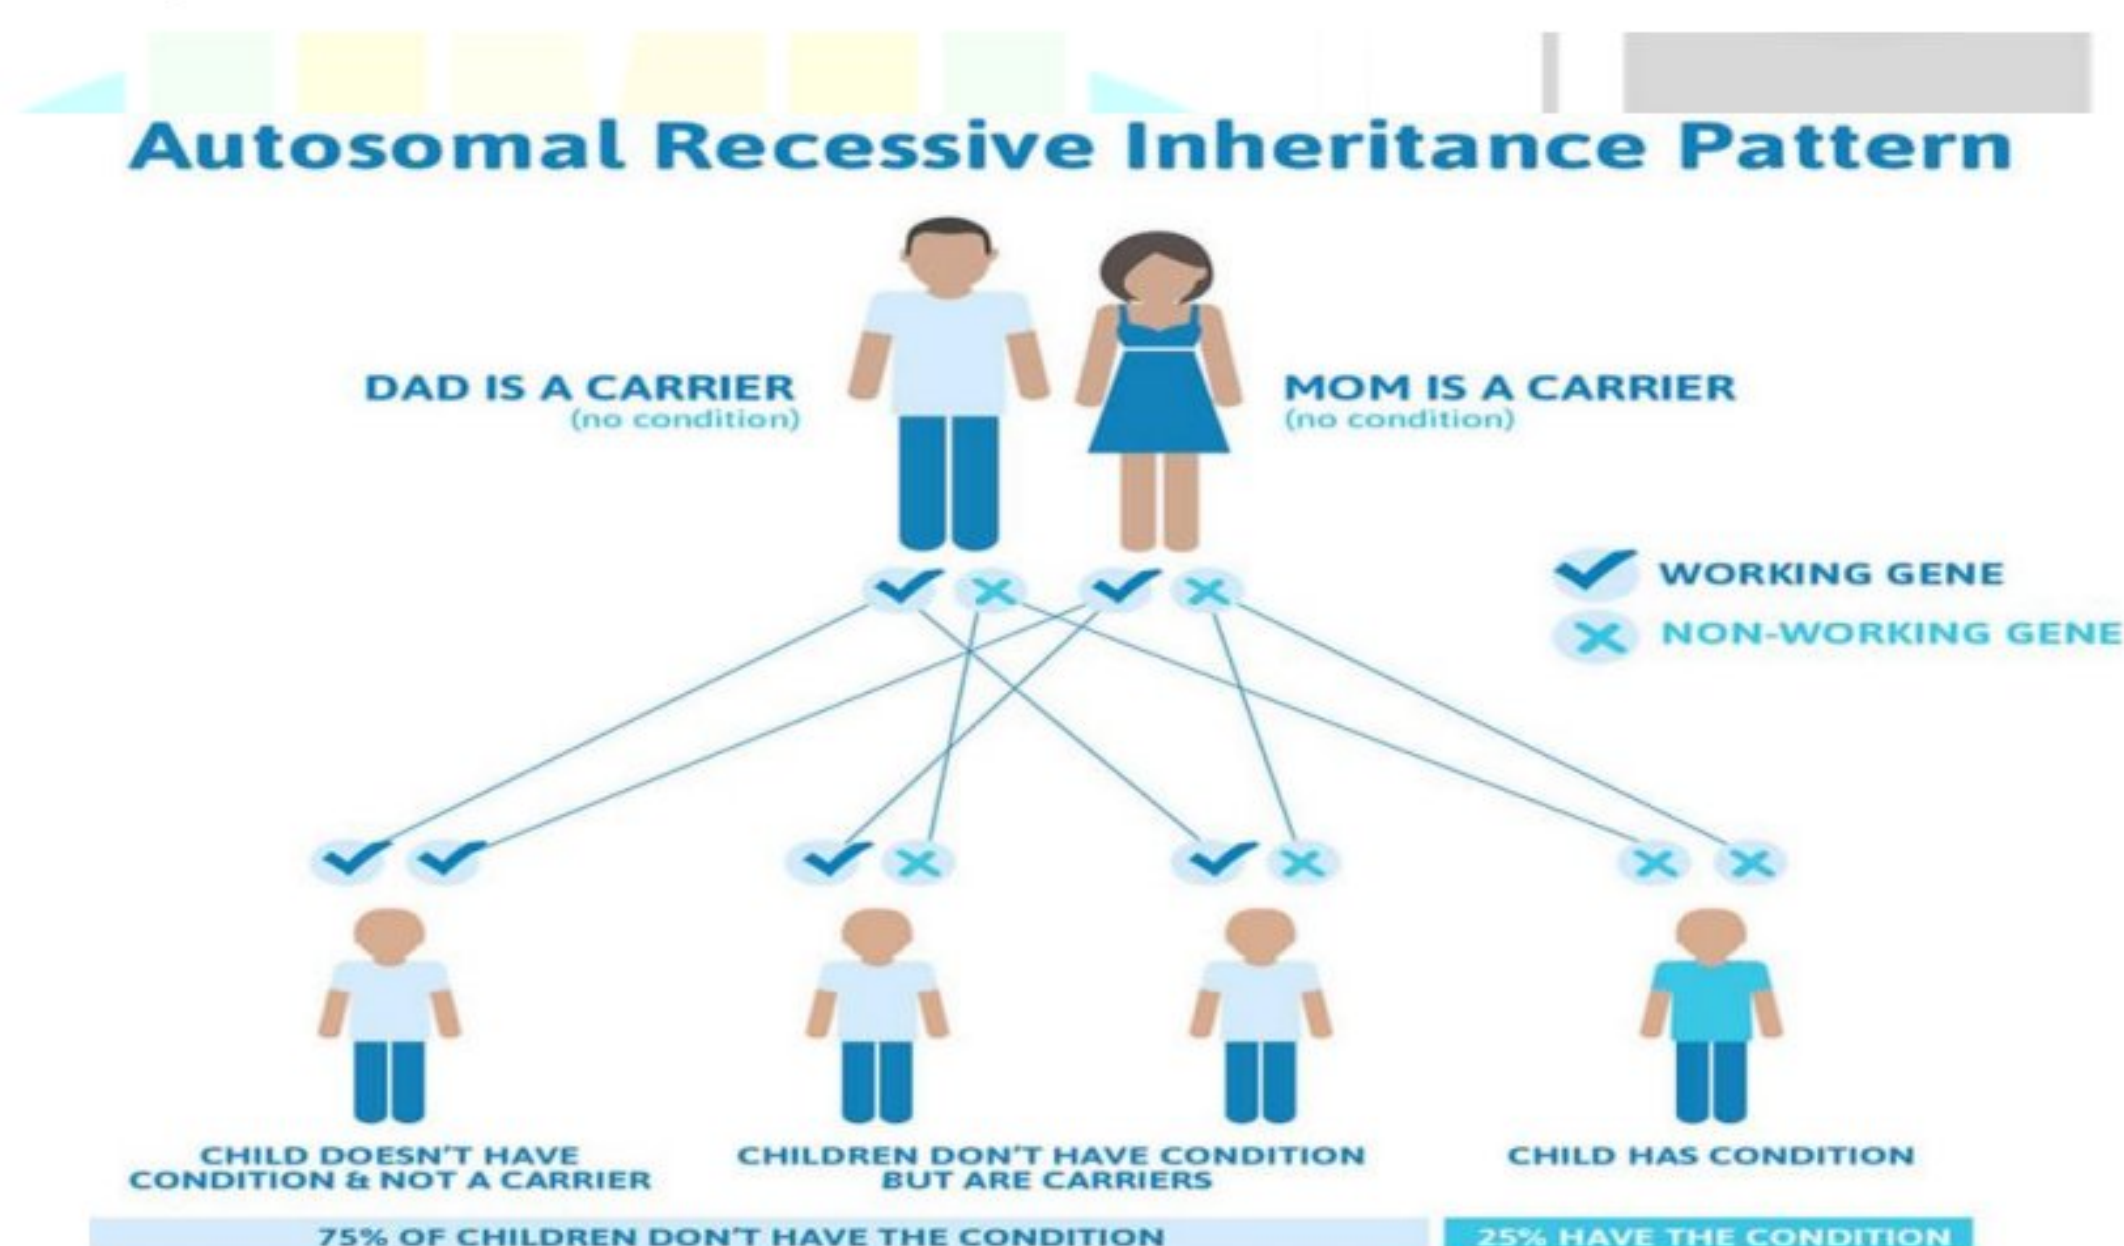 Autosomal Recessive Inheritance Pattern
DAD IS A CARRIER
(no condition)
MOM IS A CARRIER
(no condition)
WORKING GENE
NON-WORKING GENE
CHILD DOESN'T HAVE
CONDITION & NOT A CARRIER
CHILDREN DON'T HAVE CONDITION
BUT ARE CARRIERS
CHILD HAS CONDITION
75% OF CHILDREN DON'T HAVE THE CONDITION
25% HAVE THE CONDITION